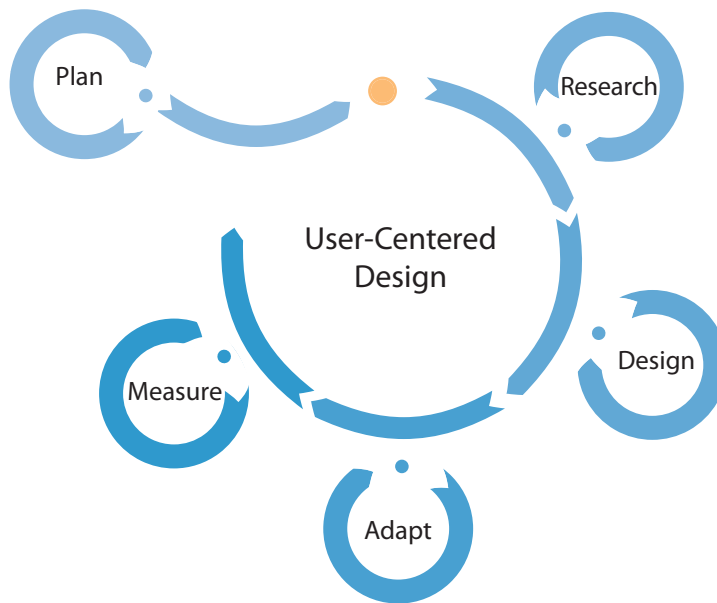 Plan
Research
User-Centered
Design
Design
Measure
Adapt